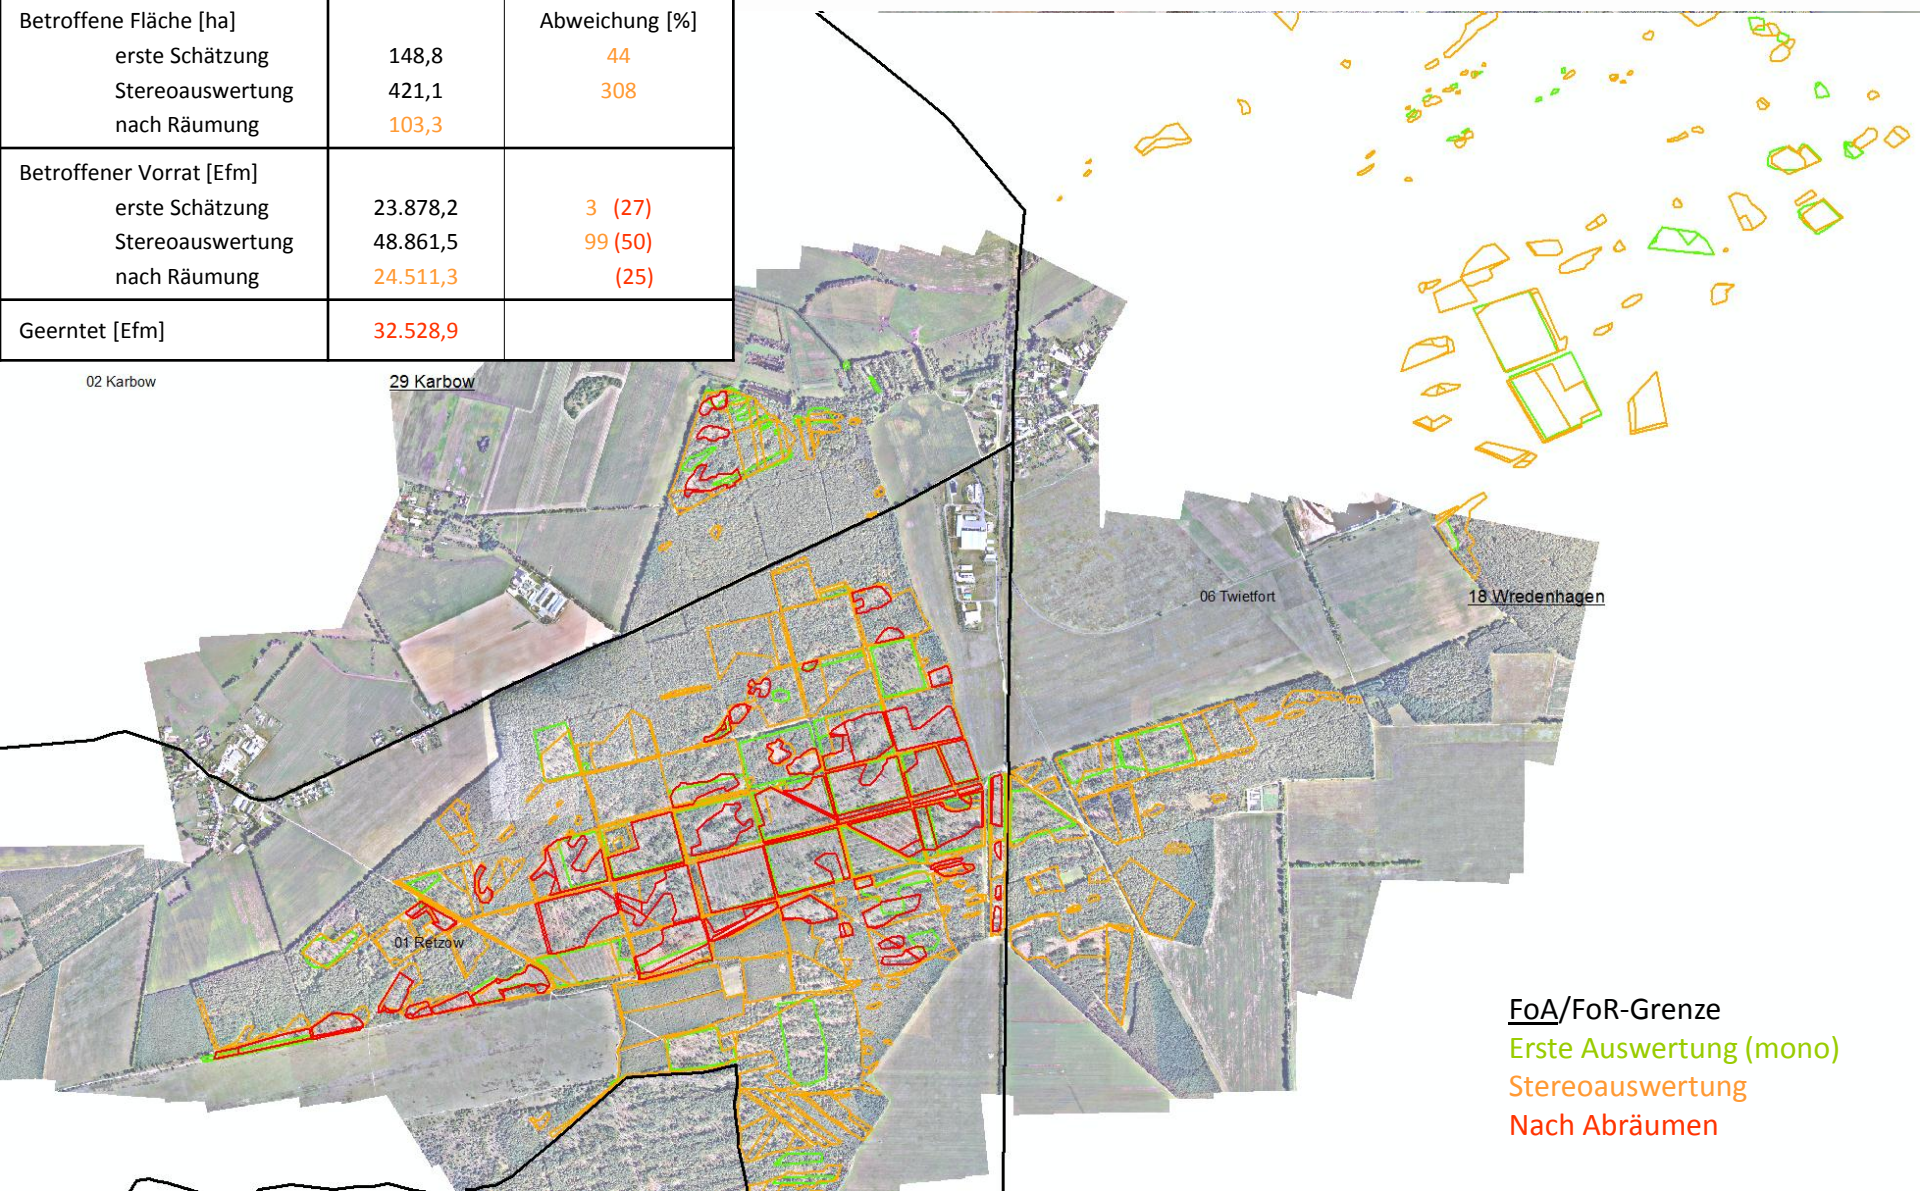 Betroffene Fläche [ha] Abweichung [%]
erste Schätzung 148,8 44
Stereoauswertung 421,1 308
nach Räumung 103,3
Betroffener Vorrat [Efm]
erste Schätzung 23.878,2 3 (27)
Stereoauswertung 48.861,5 99 (50)
nach Räumung 24.511,3 (25)
Geerntet [Efm] 32.528,9
02 Karbow
29 Karbow
06 Twietfort
18 Wredenhagen
01 Retzow
FoA/FoR-Grenze
Erste Auswertung (mono)
Stereoauswertung
Nach Abräumen